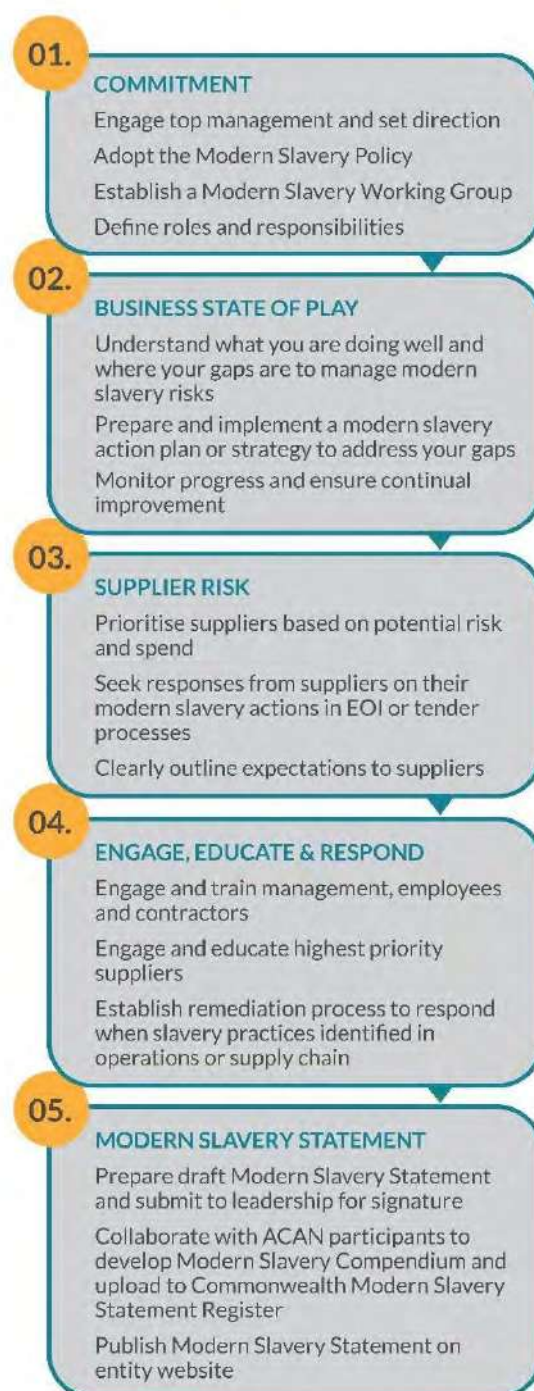 01.
COMMITMENT
Engage top management and set direction
Adopt the Modern Slavery Policy
Establish a Modern Slavery Working Group
Define roles and responsibilities
02.
BUSINESS STATE OF PLAY
Understand what you are doing well and
where your gaps are to manage modern
slavery risks
Prepare and implement a modern slavery
action plan or strategy to address your gaps
Monitor progress and ensure continual
improvement
03.
SUPPLIER RISK
Prioritise suppliers based on potential risk
and spend
Seek responses from suppliers on their
modern slavery actions in EOI or tender
processes
Clearly outline expectations to suppliers
04.
ENGAGE, EDUCATE & RESPOND
Engage and train management, employees
and contractors
Engage and educate highest priority
suppliers
Establish remediation process to respond
when slavery practices identified in
operations or supply chain
05.
MODERN SLAVERY STATEMENT
Prepare draft Modern Slavery Statement
and submit to leadership for signature
Collaborate with ACAN participants to
develop Modern Slavery Compendium and
upload to Commonwealth Modern Slavery
Statement Register
Publish Modern Slavery Statement on
entity website